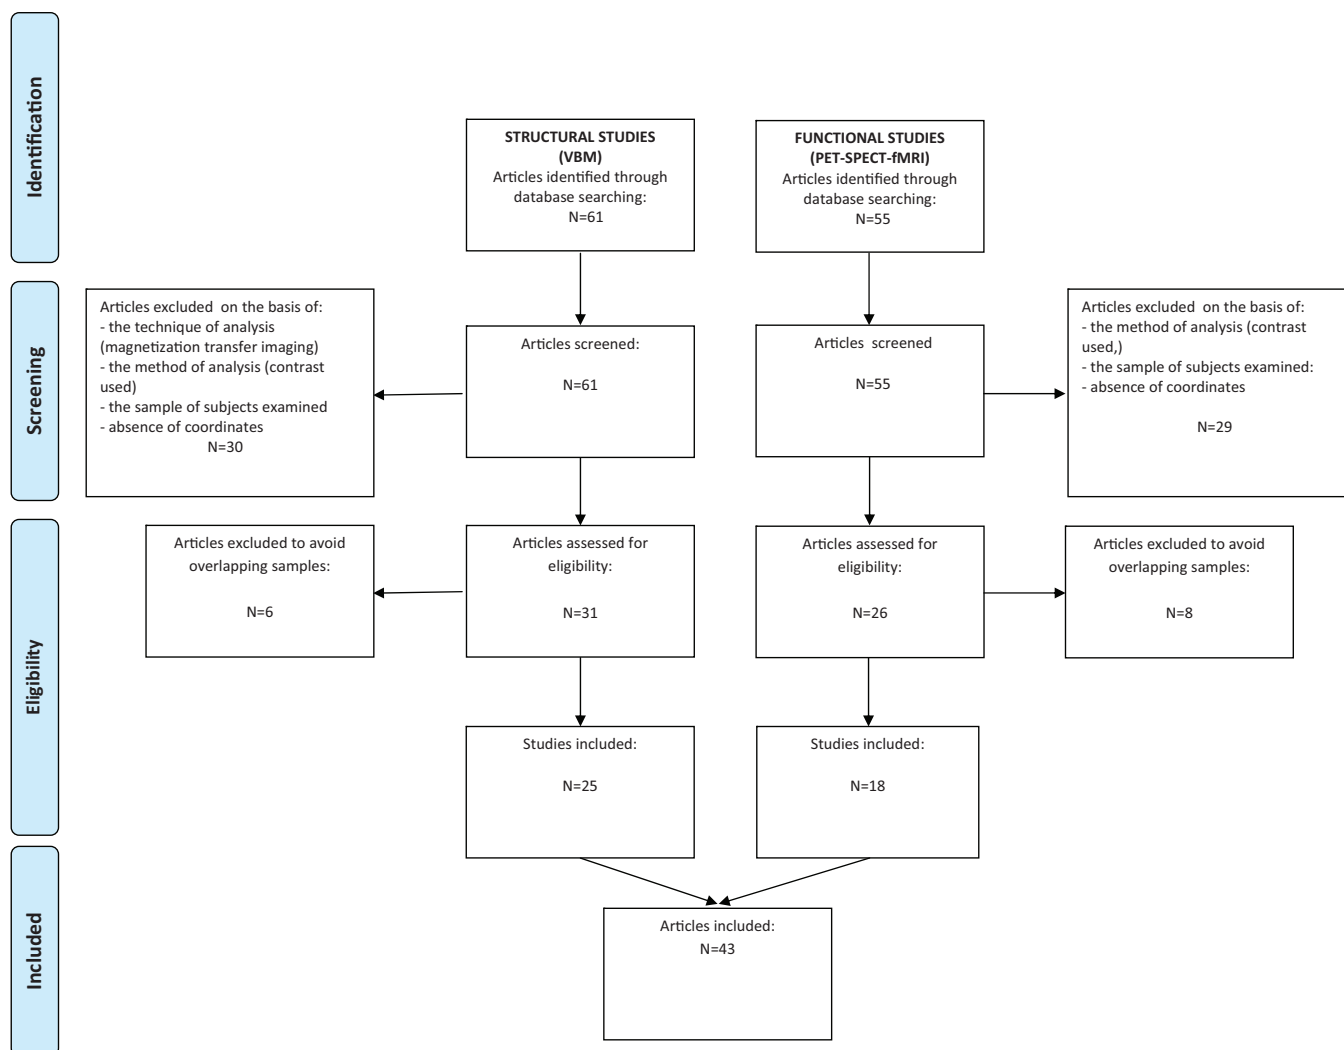 Identification
STRUCTURAL STUDIES
(VBM)
Articles identified through
database searching:
N=61
FUNCTIONAL STUDIES
(PET-SPECT-fMRI)
Articles identified through
database searching:
N=55
Screening
Articles excluded  on the basis of:
- the technique of analysis
(magnetization transfer imaging)
- the method of analysis (contrast
used)
- the sample of subjects examined
- absence of coordinates
N=30
Articles screened:
N=61
Articles  screened
N=55
Articles excluded  on the basis of:
- the method of analysis (contrast
used,)
- the sample of subjects examined:
- absence of coordinates
N=29
Eligibility
Articles excluded to avoid
overlapping samples:
N=6
Articles assessed for
eligibility:
N=31
Articles assessed for
eligibility:
N=26
Articles excluded to avoid
overlapping samples:
N=8
Studies included:
N=25
Studies included:
N=18
Included
Articles included:
N=43